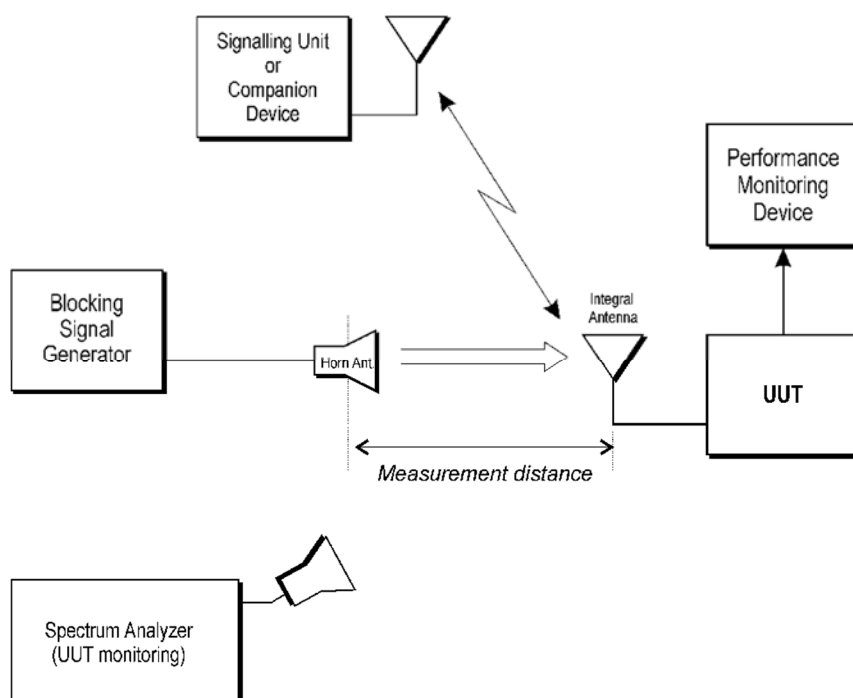 Signalling Unit
or
Companion
Device
Performance
Monitoring
Device
Blocking
Signal
Generator
Horn Ant.
Integral
Antenna
UUT
Measurement distance
Spectrum Analyzer
(UUT monitoring)